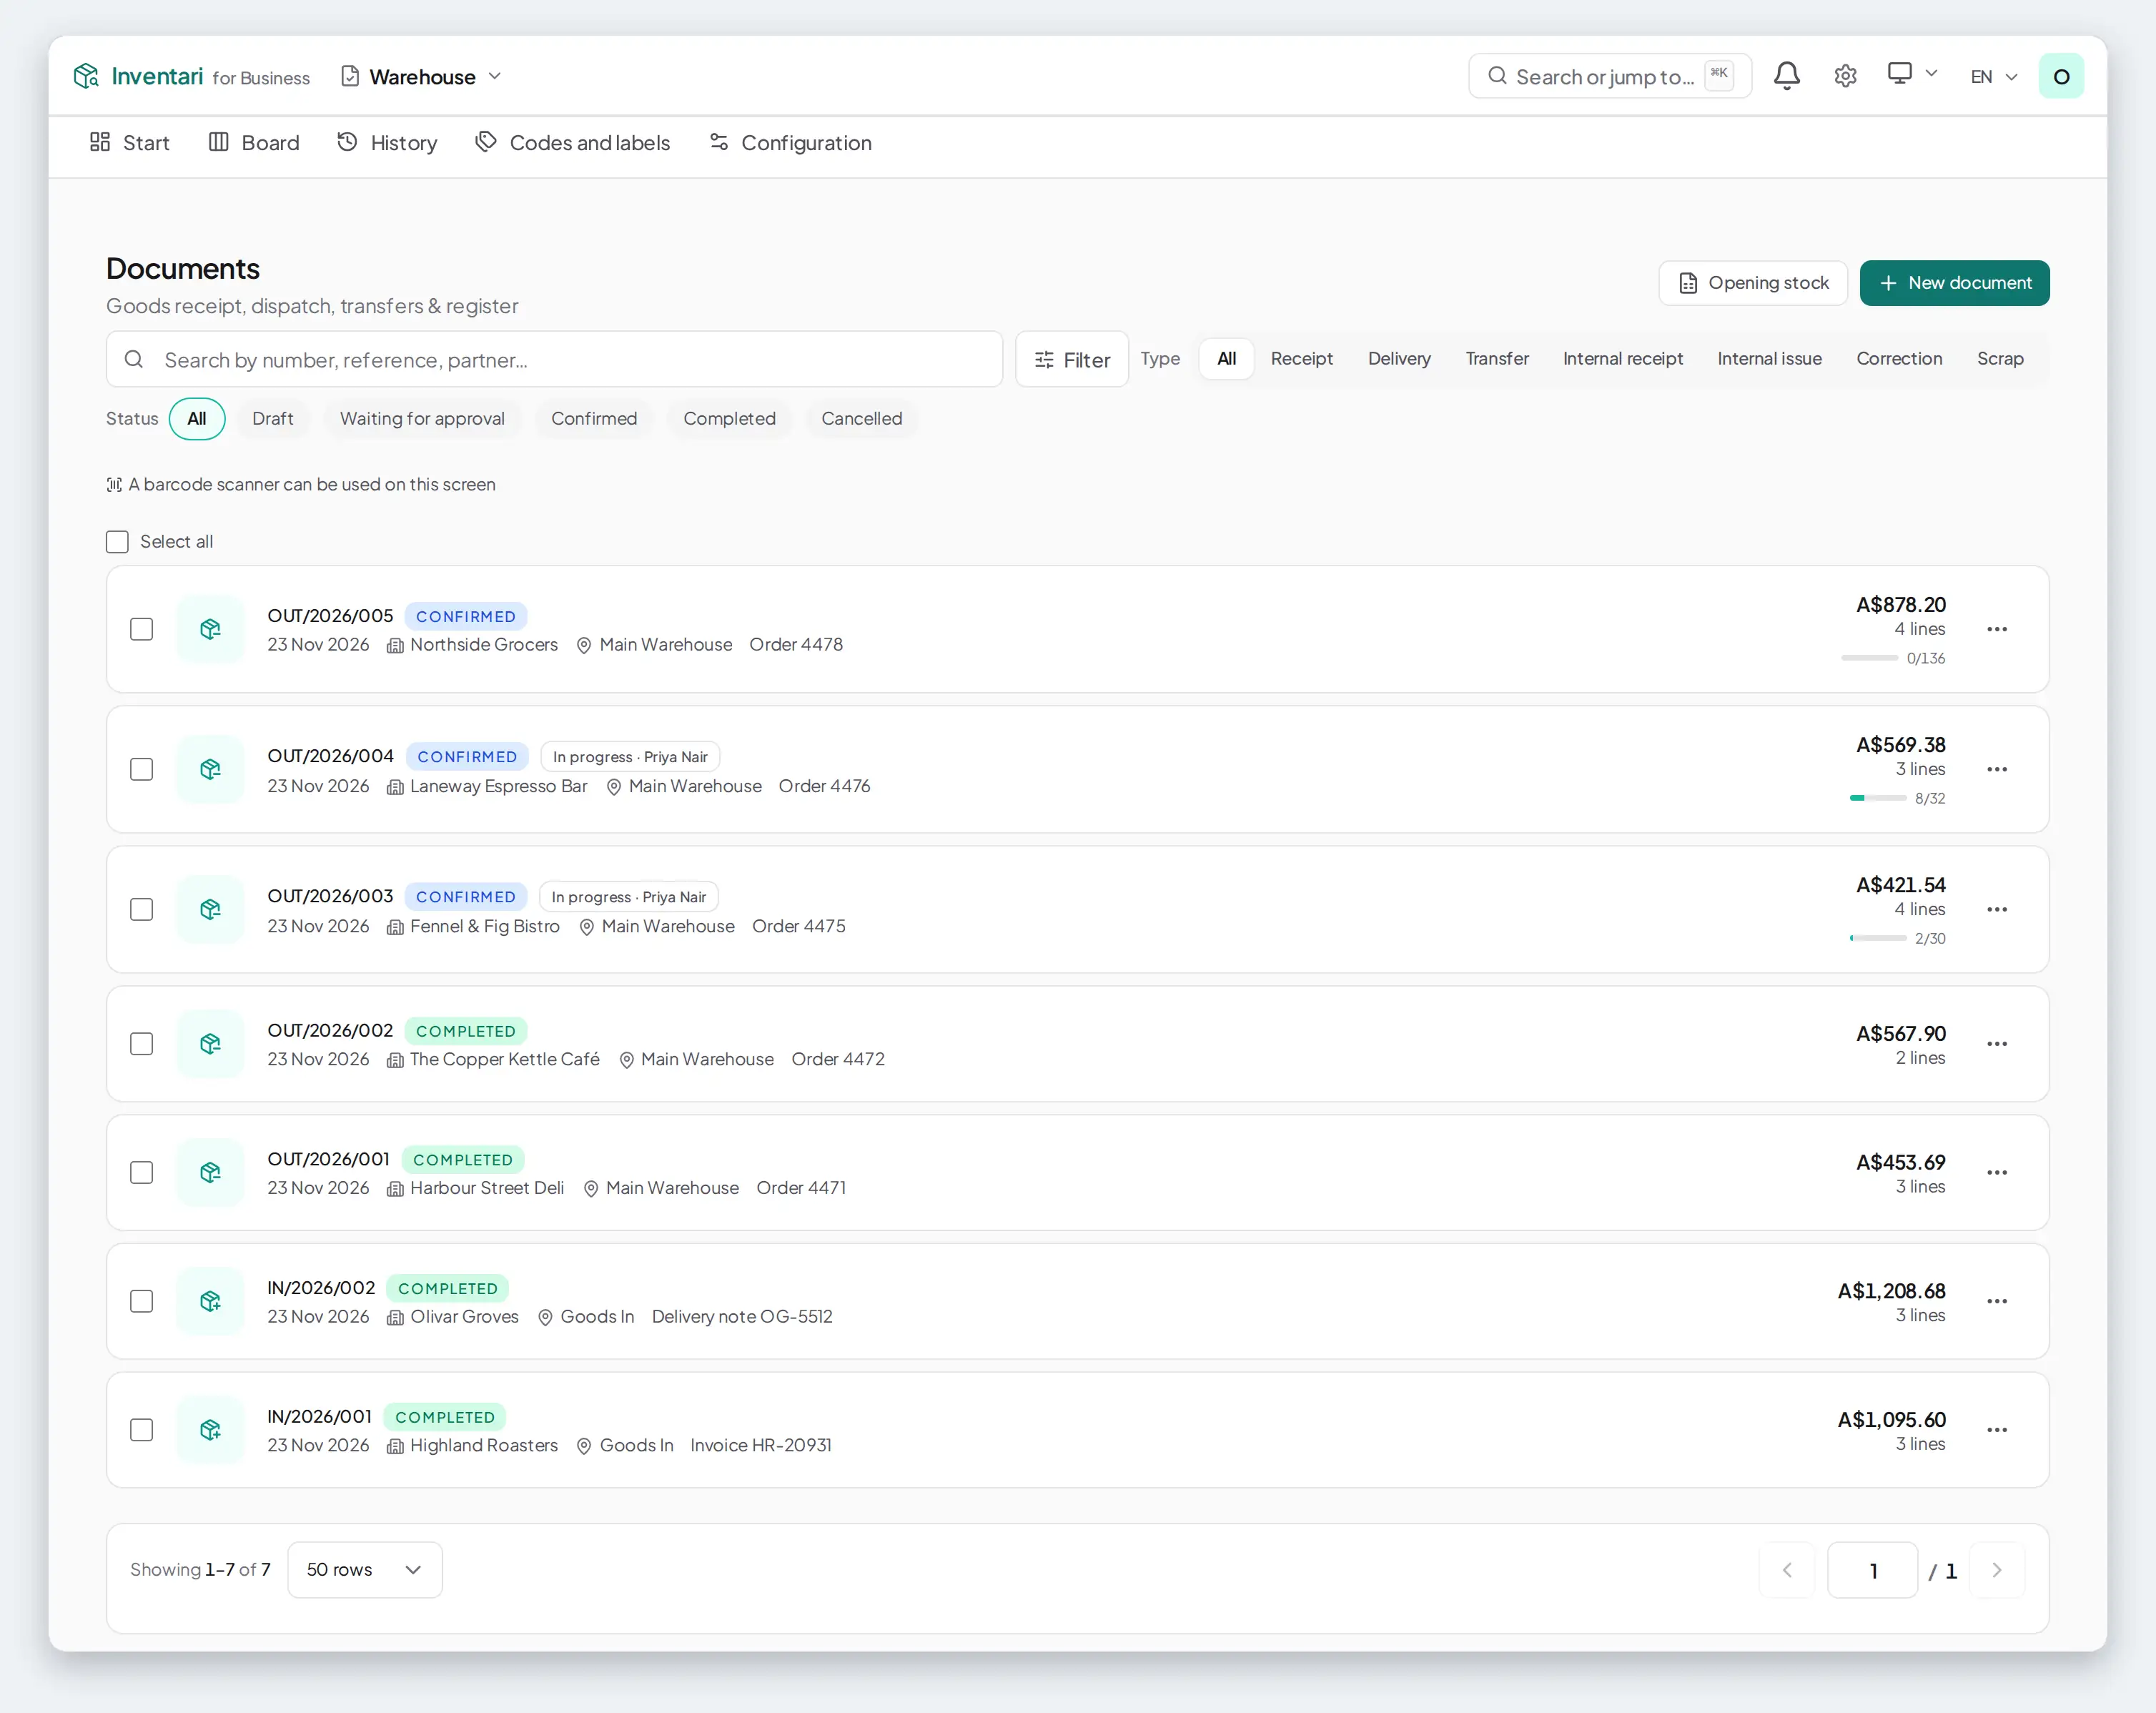 Inventari for Business Warehouse Search or jump to... ⌘K EN O
Start Board History Codes and labels Configuration
Documents
Goods receipt, dispatch, transfers & register
Opening stock New document
Search by number, reference, partner... Filter Type All Receipt Delivery Transfer Internal receipt Internal issue Correction Scrap
Status All Draft Waiting for approval Confirmed Completed Cancelled
A barcode scanner can be used on this screen
Select all
OUT/2026/005 CONFIRMED
23 Nov 2026 Northside Grocers Main Warehouse Order 4478
A$878.20
4 lines
0/136
OUT/2026/004 CONFIRMED In progress · Priya Nair
23 Nov 2026 Laneway Espresso Bar Main Warehouse Order 4476
A$569.38
3 lines
8/32
OUT/2026/003 CONFIRMED In progress · Priya Nair
23 Nov 2026 Fennel & Fig Bistro Main Warehouse Order 4475
A$421.54
4 lines
2/30
OUT/2026/002 COMPLETED
23 Nov 2026 The Copper Kettle Café Main Warehouse Order 4472
A$567.90
2 lines
OUT/2026/001 COMPLETED
23 Nov 2026 Harbour Street Deli Main Warehouse Order 4471
A$453.69
3 lines
IN/2026/002 COMPLETED
23 Nov 2026 Olivar Groves Goods In Delivery note OG-5512
A$1,208.68
3 lines
IN/2026/001 COMPLETED
23 Nov 2026 Highland Roasters Goods In Invoice HR-20931
A$1,095.60
3 lines
Showing 1–7 of 7 50 rows 1 / 1